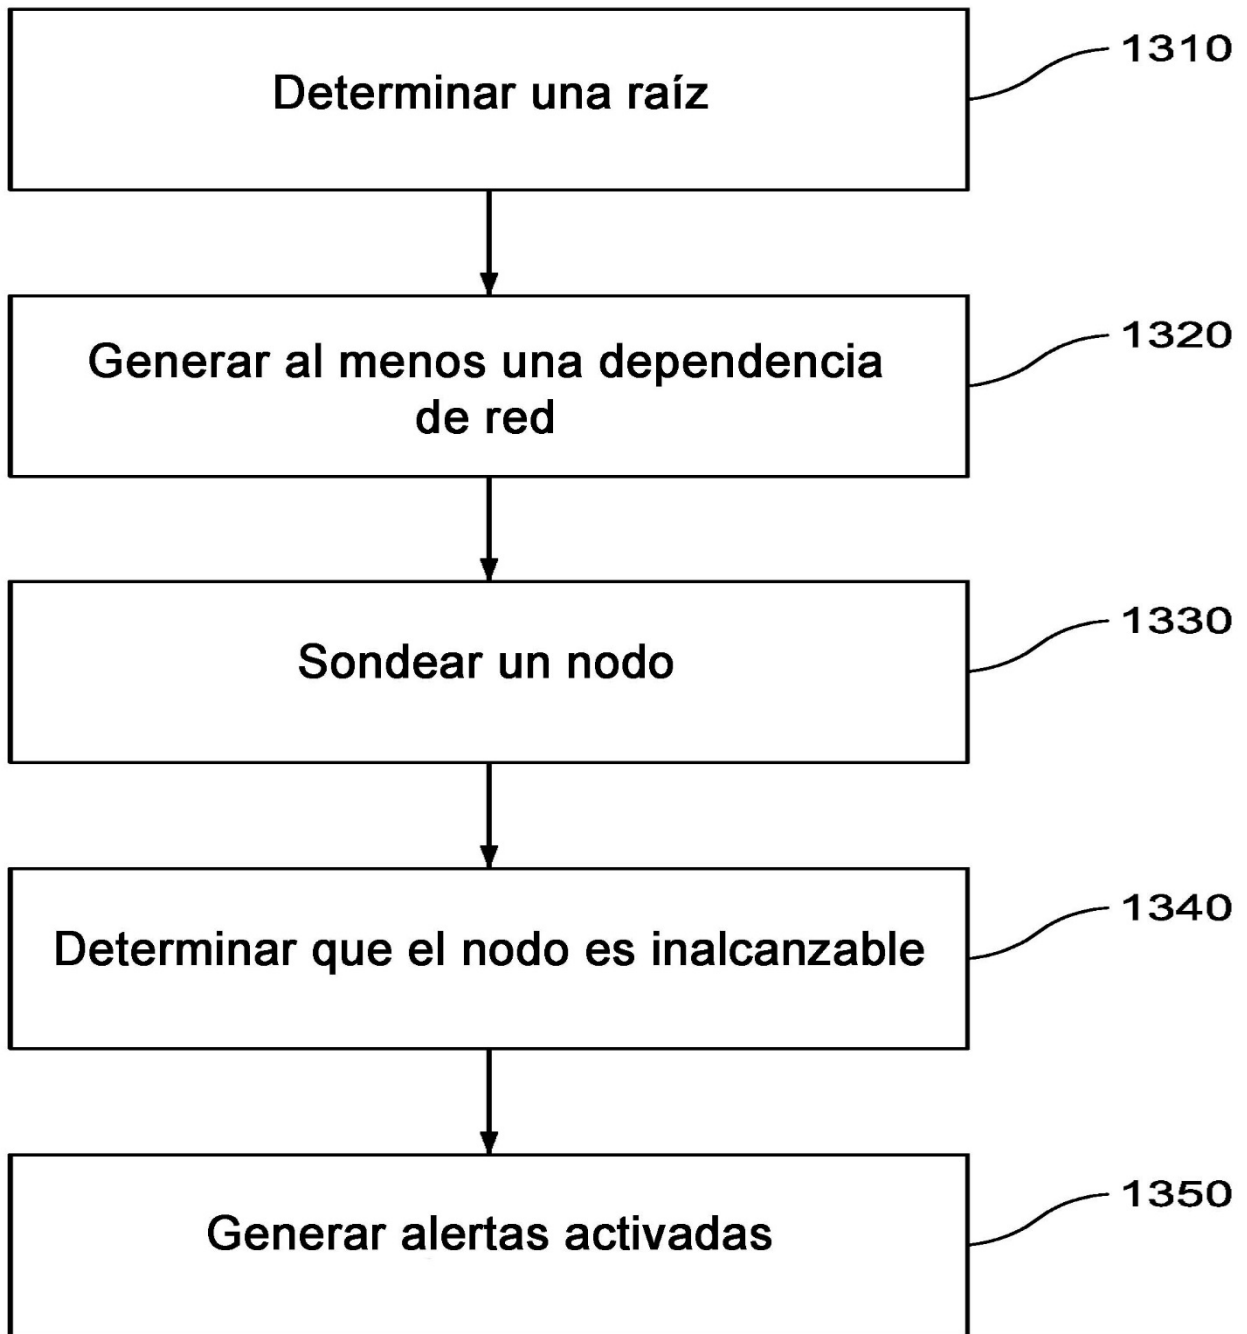 Determinar una raíz
1310
Generar al menos una dependencia
de red
1320
Sondear un nodo
1330
Determinar que el nodo es inalcanzable
1340
Generar alertas activadas
1350